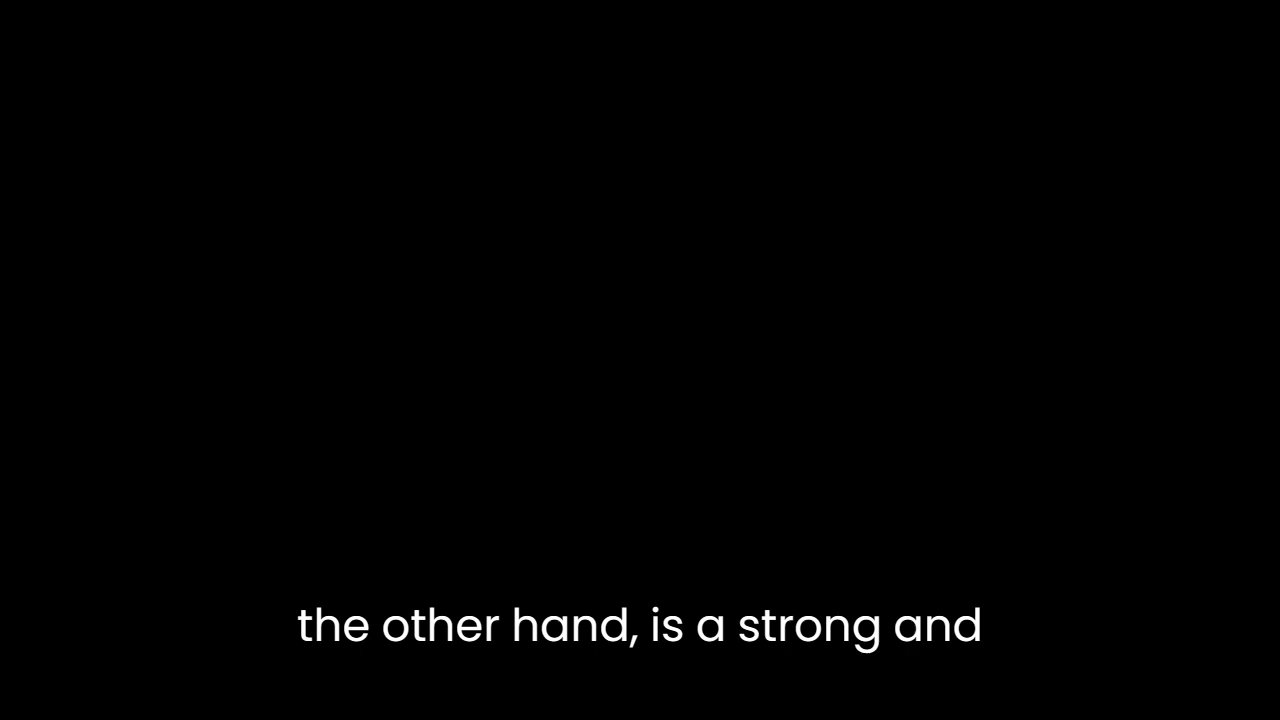 the other hand, is a strong and